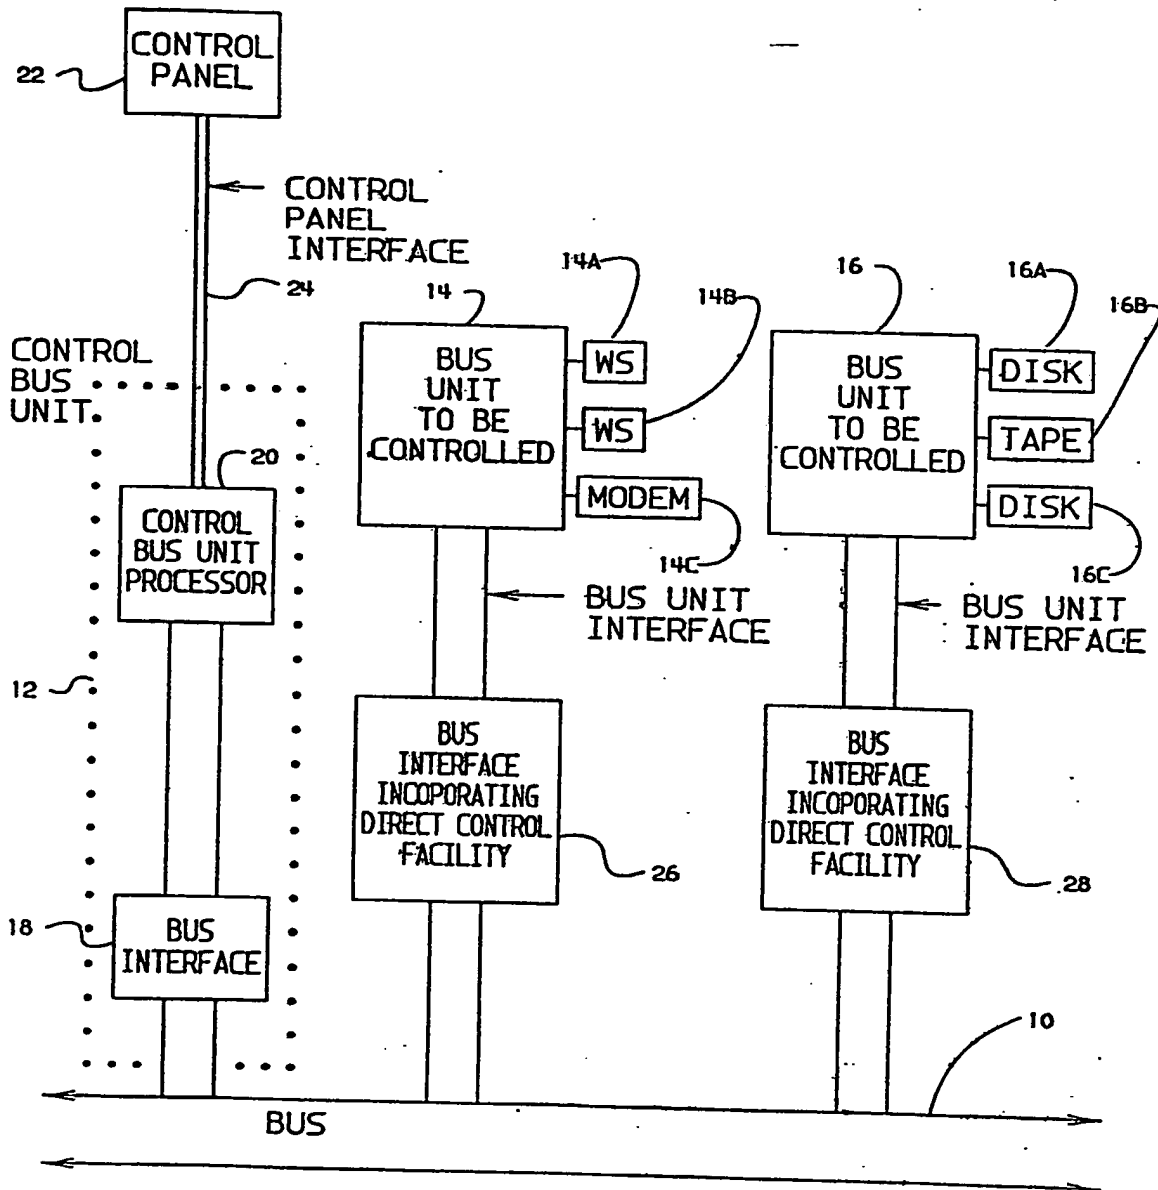 CONTROL
PANEL
22
CONTROL
PANEL
INTERFACE
24
CONTROL
BUS
UNIT
20
CONTROL
BUS UNIT
PROCESSOR
12
18
BUS
INTERFACE
14
BUS
UNIT
TO BE
CONTROLLED
14A
WS
14B
WS
MODEM
14C
BUS UNIT
INTERFACE
BUS
INTERFACE
INCOPORATING
DIRECT CONTROL
FACILITY
26
16
BUS
UNIT
TO BE
CONTROLLED
16A
DISK
16B
TAPE
DISK
16C
BUS UNIT
INTERFACE
BUS
INTERFACE
INCOPORATING
DIRECT CONTROL
FACILITY
28
10
BUS